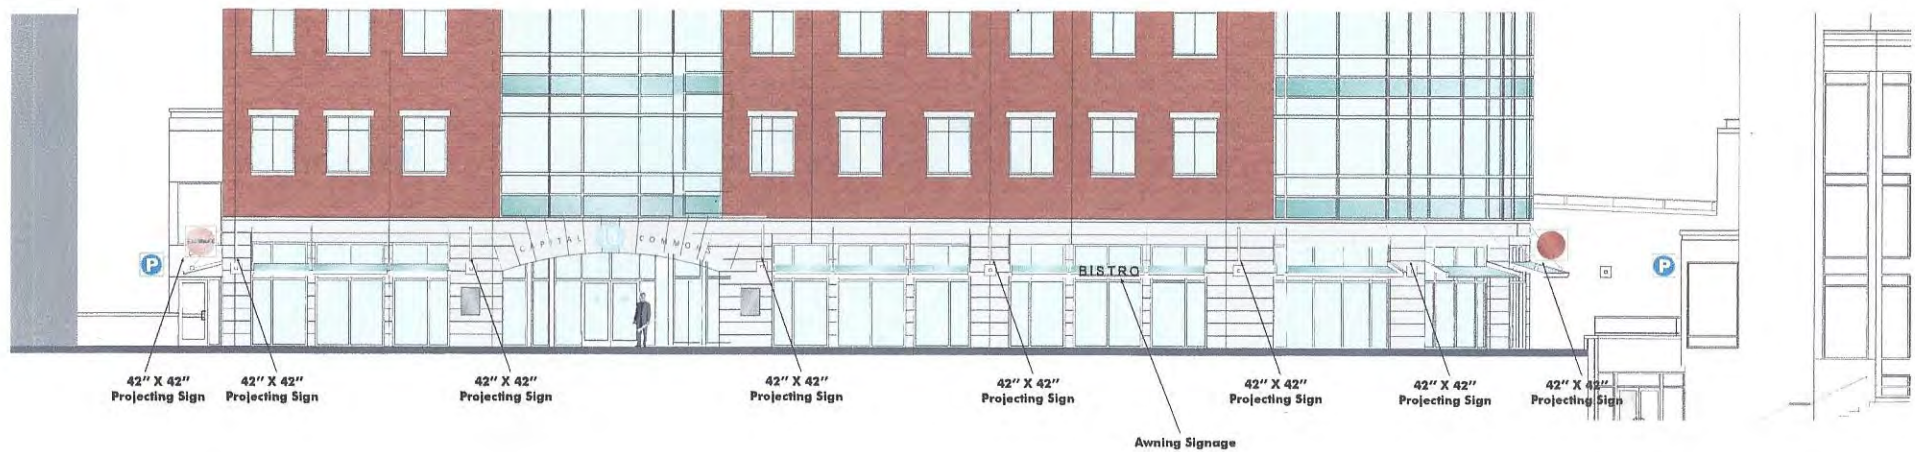 CAPITAL COMMONS
P
P
BISTRO
42" X 42"
Projecting Sign
42" X 42"
Projecting Sign
42" X 42"
Projecting Sign
42" X 42"
Projecting Sign
42" X 42"
Projecting Sign
42" X 42"
Projecting Sign
42" X 42"
Projecting Sign
42" X 42"
Projecting Sign
Awning Signage